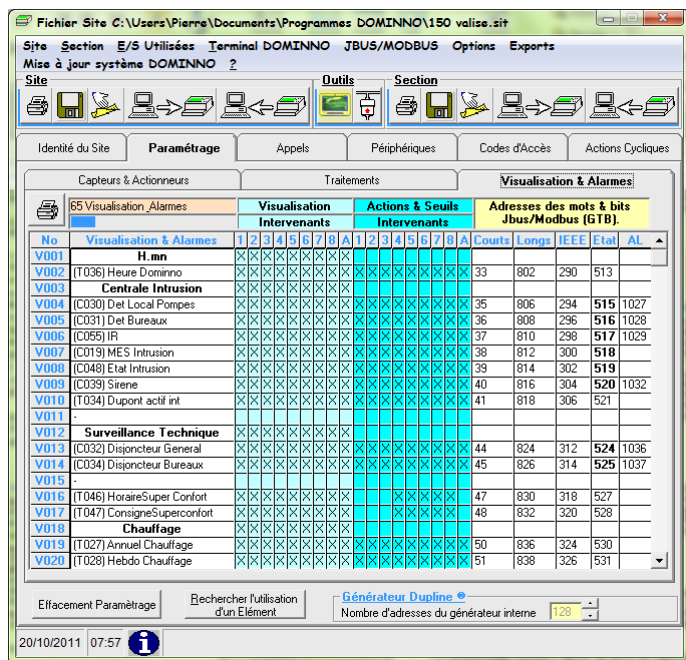 Fichier Site C:\Users\Pierre\Documents\Programmes DOMINNO\150 valise.sit
Site Section E/S Utilisées Terminal DOMINNO JBUS/MODBUS Options Exports
Mise à jour système DOMINNO ?
Site Outils Section
Identité du Site Paramétrage Appels Périphériques Codes d'Accès Actions Cycliques
Capteurs & Actionneurs Traitements Visualisation & Alarmes
65 Visualisation_Alarmes Visualisation Actions & Seuils Adresses des mots & bits
Intervenants Intervenants Jbus/Modbus (GTB).
No Visualisation & Alarmes 1 2 3 4 5 6 7 8 A 1 2 3 4 5 6 7 8 A Courts Longs IEEE Etat AL
V001 H.mn X X X X X X X X X
V002 (T036) Heure Dominno X X X X X X X X X X X X X X X X X X 33 802 290 513
V003 Centrale Intrusion X X X X X X X X X
V004 (C030) Det Local Pompes X X X X X X X X X X X X X X X X X X 35 806 294 515 1027
V005 (C031) Det Bureaux X X X X X X X X X X X X X X X X X X 36 808 296 516 1028
V006 (C055) IR X X X X X X X X X X X X X X X X X X 37 810 298 517 1029
V007 (C019) MES Intrusion X X X X X X X X X X X X X X X X X X 38 812 300 518
V008 (C048) Etat Intrusion X X X X X X X X X X X X X X X X X X 39 814 302 519
V009 (C039) Sirene X X X X X X X X X X X X X X X X X X 40 816 304 520 1032
V010 (T034) Dupont actif int X X X X X X X X X X X X X X X X X X 41 818 306 521
V011 -
V012 Surveillance Technique X X X X X X X X X
V013 (C032) Disjoncteur General X X X X X X X X X X X X X X X X X X 44 824 312 524 1036
V014 (C034) Disjoncteur Bureaux X X X X X X X X X X X X X X X X X X 45 826 314 525 1037
V015 -
V016 (T046) HoraireSuper Confort X X X X X X X X X X X X X X X 47 830 318 527
V017 (T047) ConsigneSuperconfort X X X X X X X X X X X X X X X 48 832 320 528
V018 Chauffage X X X X X X X X X
V019 (T027) Annuel Chauffage X X X X X X X X X X X X X X X X X X 50 836 324 530
V020 (T028) Hebdo Chauffage X X X X X X X X X X X X X X X X X X 51 838 326 531
Effacement Paramètrage
Rechercher l'utilisation
d'un Elément
Générateur Dupline ®
Nombre d'adresses du générateur interne 128
20/10/2011 07:57